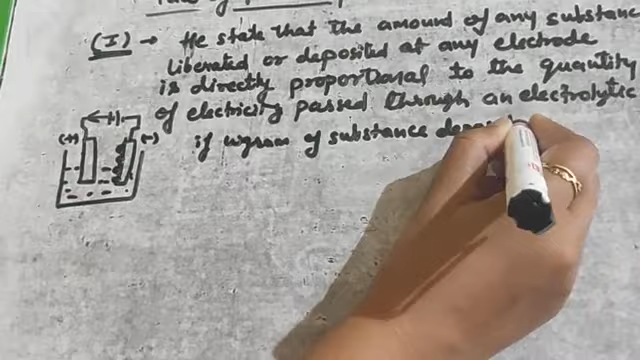 (I) → He state that the amount of any substance
liberated or deposited at any electrode
is directly proportional to the quantity
of electricity passed through an electrolytic
if wgram of substance
(+) (-)